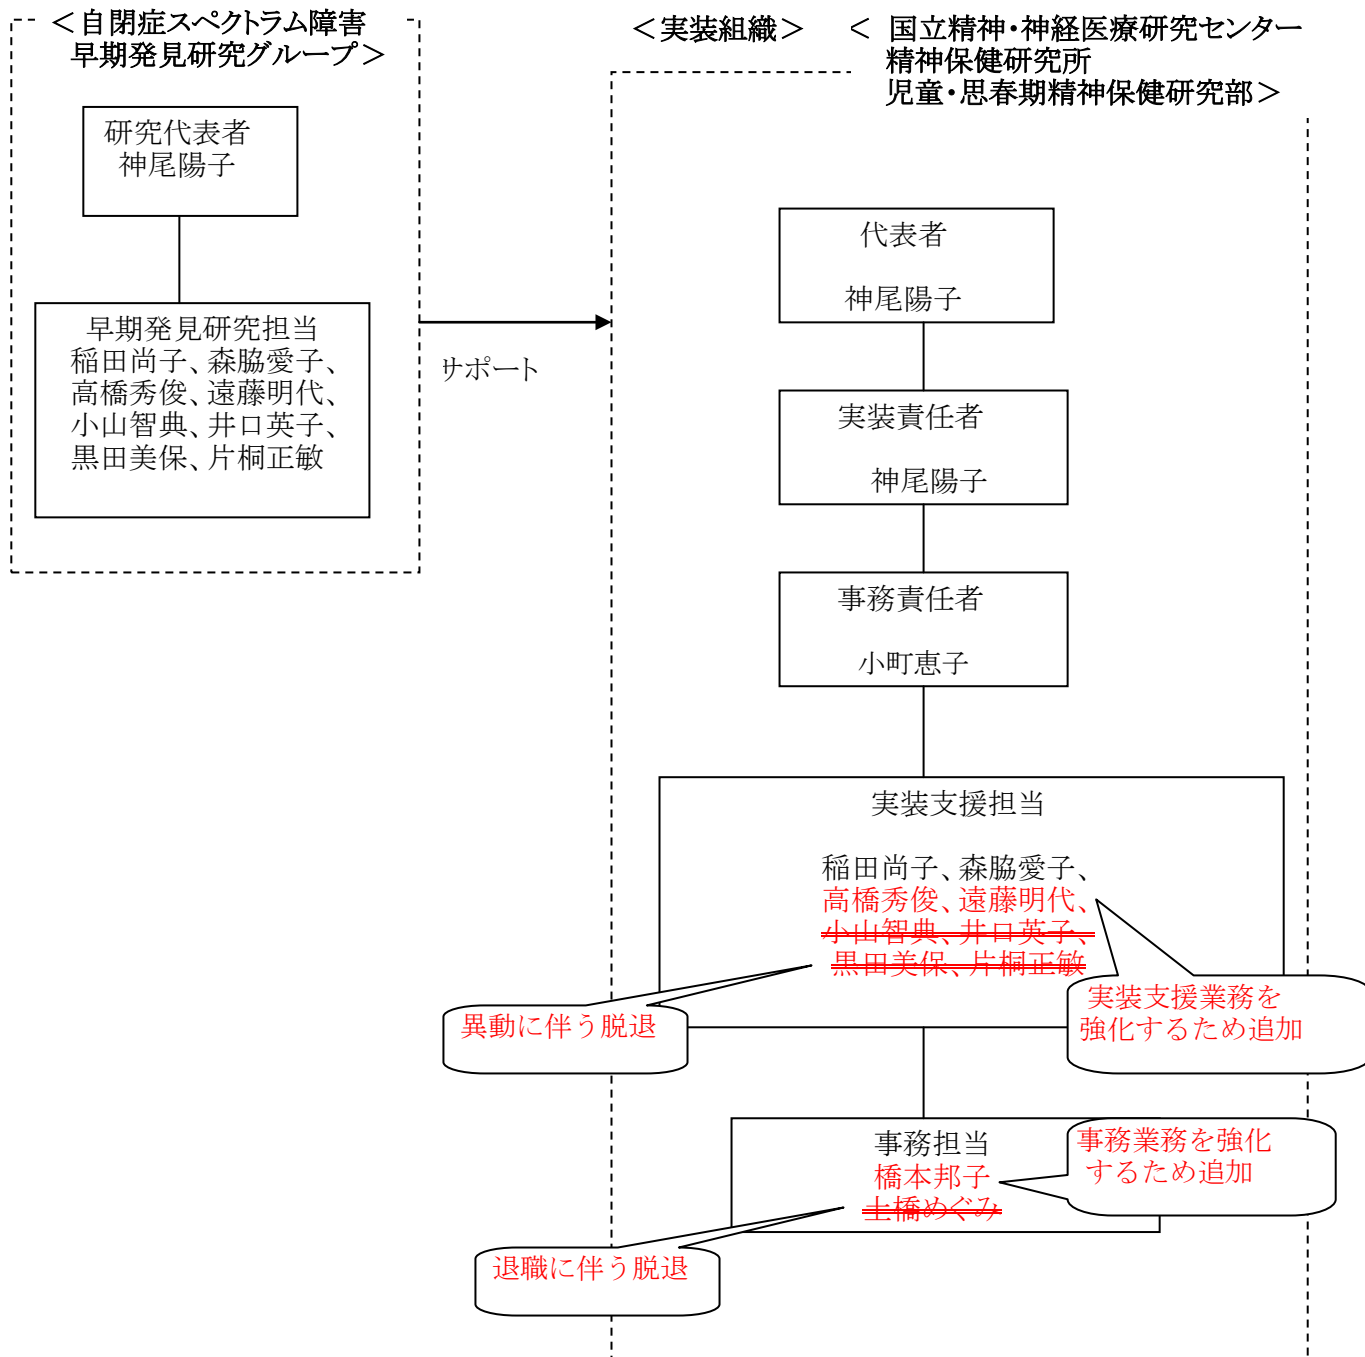 ＜自閉症スペクトラム障害
早期発見研究グループ＞
研究代表者
神尾陽子
早期発見研究担当
稲田尚子、森脇愛子、
高橋秀俊、遠藤明代、
小山智典、井口英子、
黒田美保、片桐正敏
サポート
＜実装組織＞
＜ 国立精神・神経医療研究センター
精神保健研究所
児童・思春期精神保健研究部＞
代表者
神尾陽子
実装責任者
神尾陽子
事務責任者
小町恵子
実装支援担当
稲田尚子、森脇愛子、
高橋秀俊、遠藤明代、
小山智典、井口英子、
黒田美保、片桐正敏
異動に伴う脱退
実装支援業務を
強化するため追加
事務担当
橋本邦子
土橋めぐみ
事務業務を強化
するため追加
退職に伴う脱退